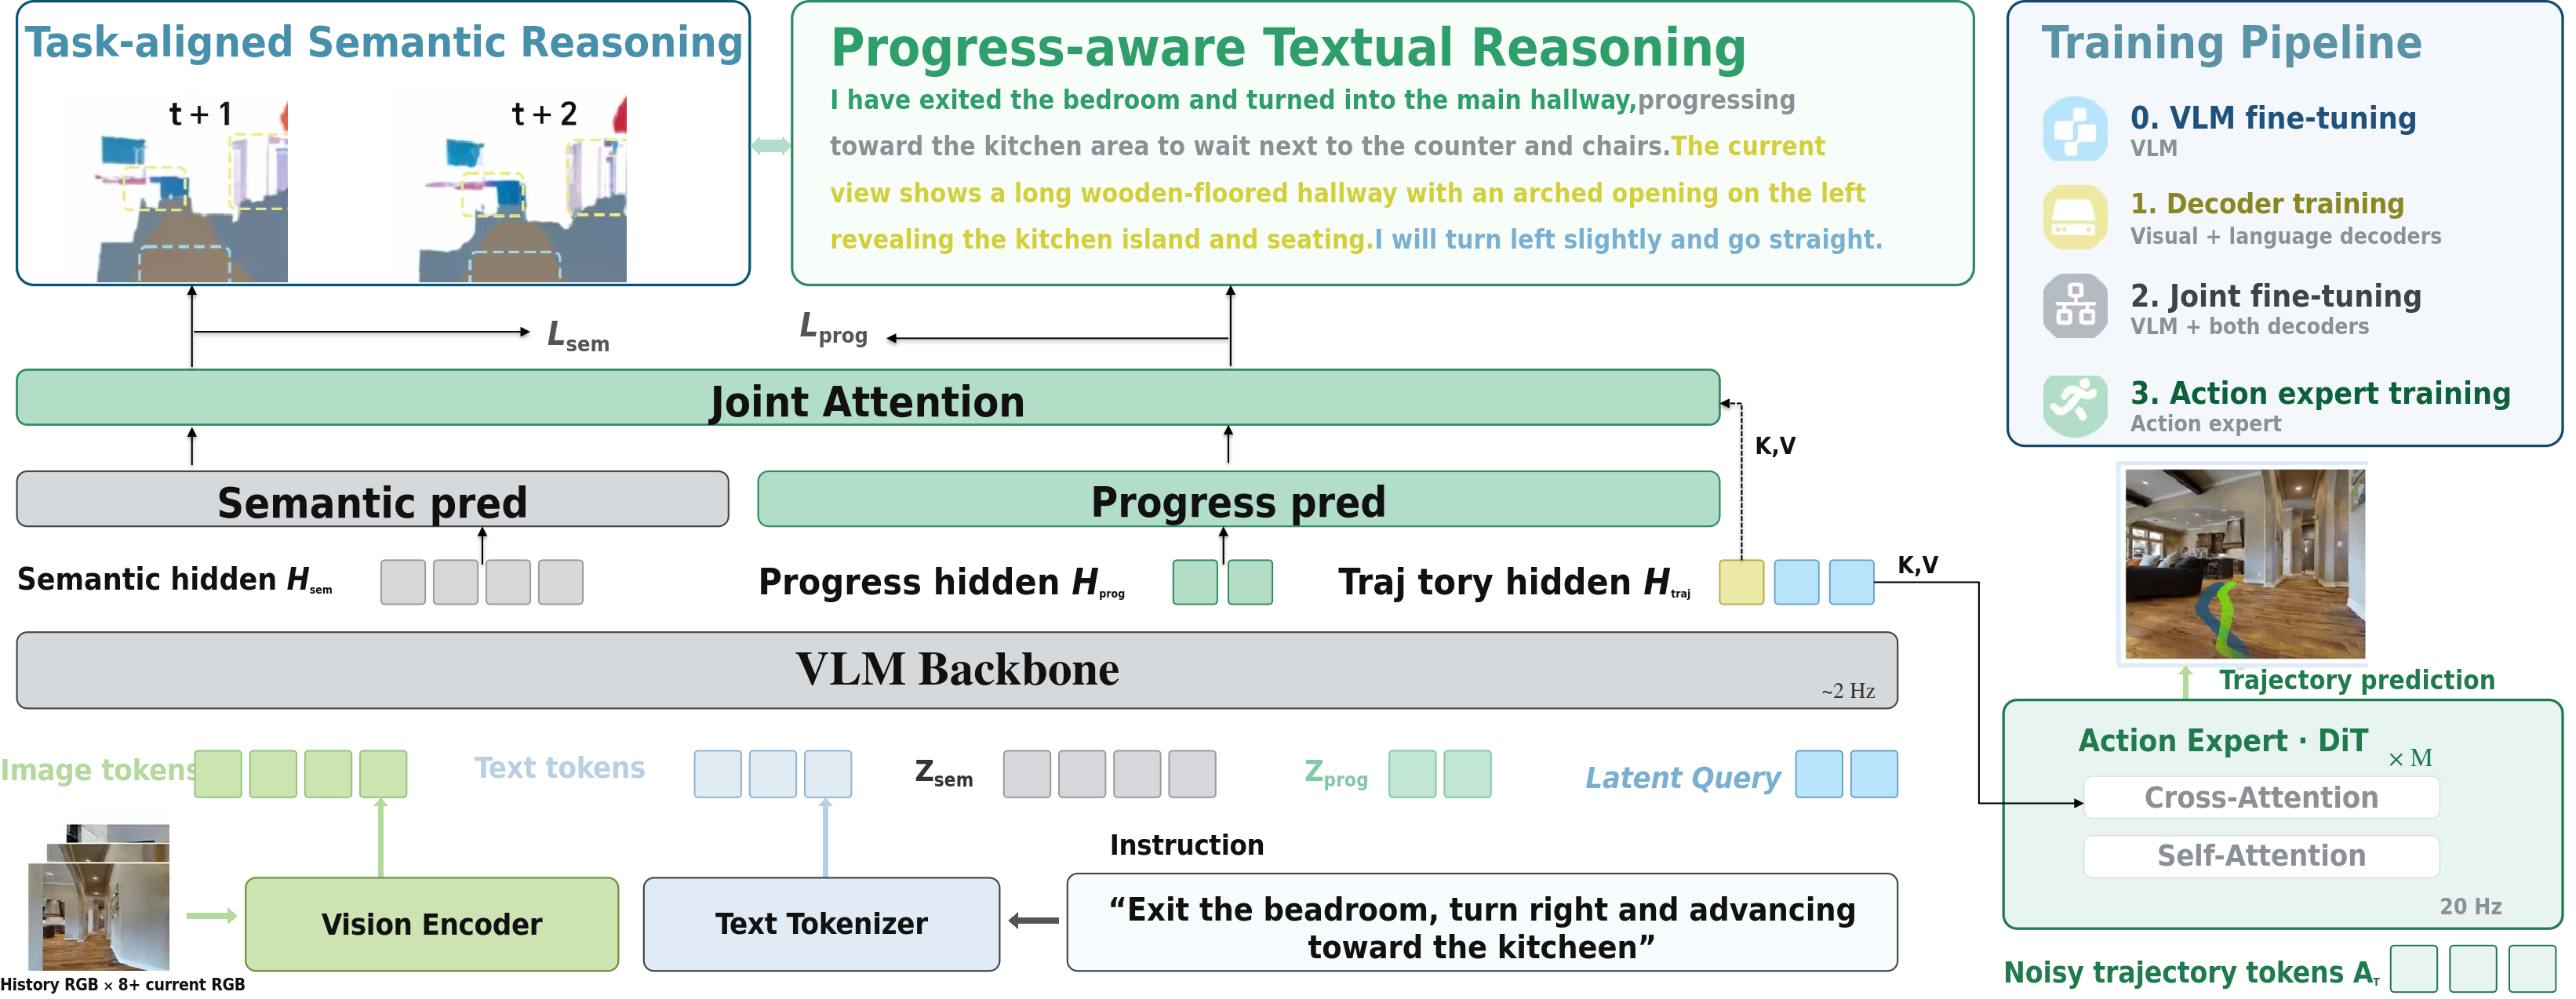 Task-aligned Semantic Reasoning
t + 1
t + 2
Progress-aware Textual Reasoning
I have exited the bedroom and turned into the main hallway,progressing
toward the kitchen area to wait next to the counter and chairs.The current
view shows a long wooden-floored hallway with an arched opening on the left
revealing the kitchen island and seating.I will turn left slightly and go straight.
Training Pipeline
0. VLM fine-tuning
VLM
1. Decoder training
Visual + language decoders
2. Joint fine-tuning
VLM + both decoders
3. Action expert training
Action expert
Lsem
Lprog
Joint Attention
K,V
Semantic pred
Progress pred
Semantic hidden Hsem
Progress hidden Hprog
Traj tory hidden Htraj
K,V
VLM Backbone
~2 Hz
Trajectory prediction
Action Expert · DiT
× M
Cross-Attention
Self-Attention
20 Hz
Noisy trajectory tokens AT
Image tokens
Text tokens
Zsem
Zprog
Latent Query
Instruction
Vision Encoder
Text Tokenizer
“Exit the beadroom, turn right and advancing
toward the kitcheen”
History RGB × 8+ current RGB